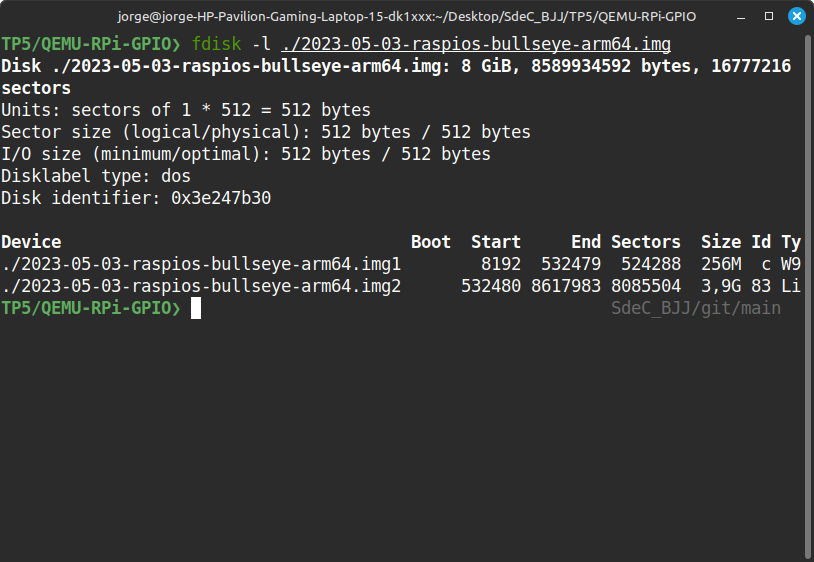 jorge@jorge-HP-Pavilion-Gaming-Laptop-15-dk1xxx:~/Desktop/SdeC_BJJ/TP5/QEMU-RPi-GPIO
TP5/QEMU-RPi-GPIO❯ fdisk -l ./2023-05-03-raspios-bullseye-arm64.img
Disk ./2023-05-03-raspios-bullseye-arm64.img: 8 GiB, 8589934592 bytes, 16777216
sectors
Units: sectors of 1 * 512 = 512 bytes
Sector size (logical/physical): 512 bytes / 512 bytes
I/O size (minimum/optimal): 512 bytes / 512 bytes
Disklabel type: dos
Disk identifier: 0x3e247b30
Device Boot Start End Sectors Size Id Ty
./2023-05-03-raspios-bullseye-arm64.img1 8192 532479 524288 256M c W9
./2023-05-03-raspios-bullseye-arm64.img2 532480 8617983 8085504 3,9G 83 Li
TP5/QEMU-RPi-GPIO❯ SdeC_BJJ/git/main